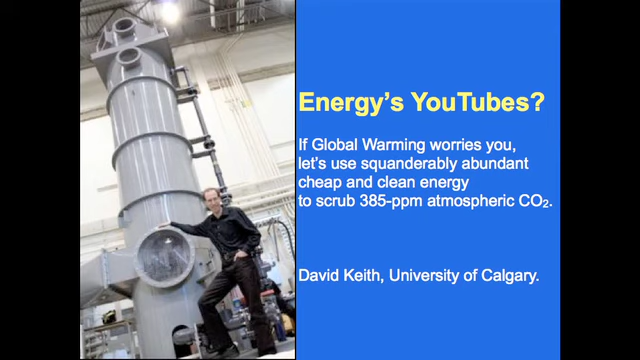 Energy's YouTubes?
If Global Warming worries you,
let's use squanderably abundant
cheap and clean energy
to scrub 385-ppm atmospheric CO₂.
David Keith, University of Calgary.